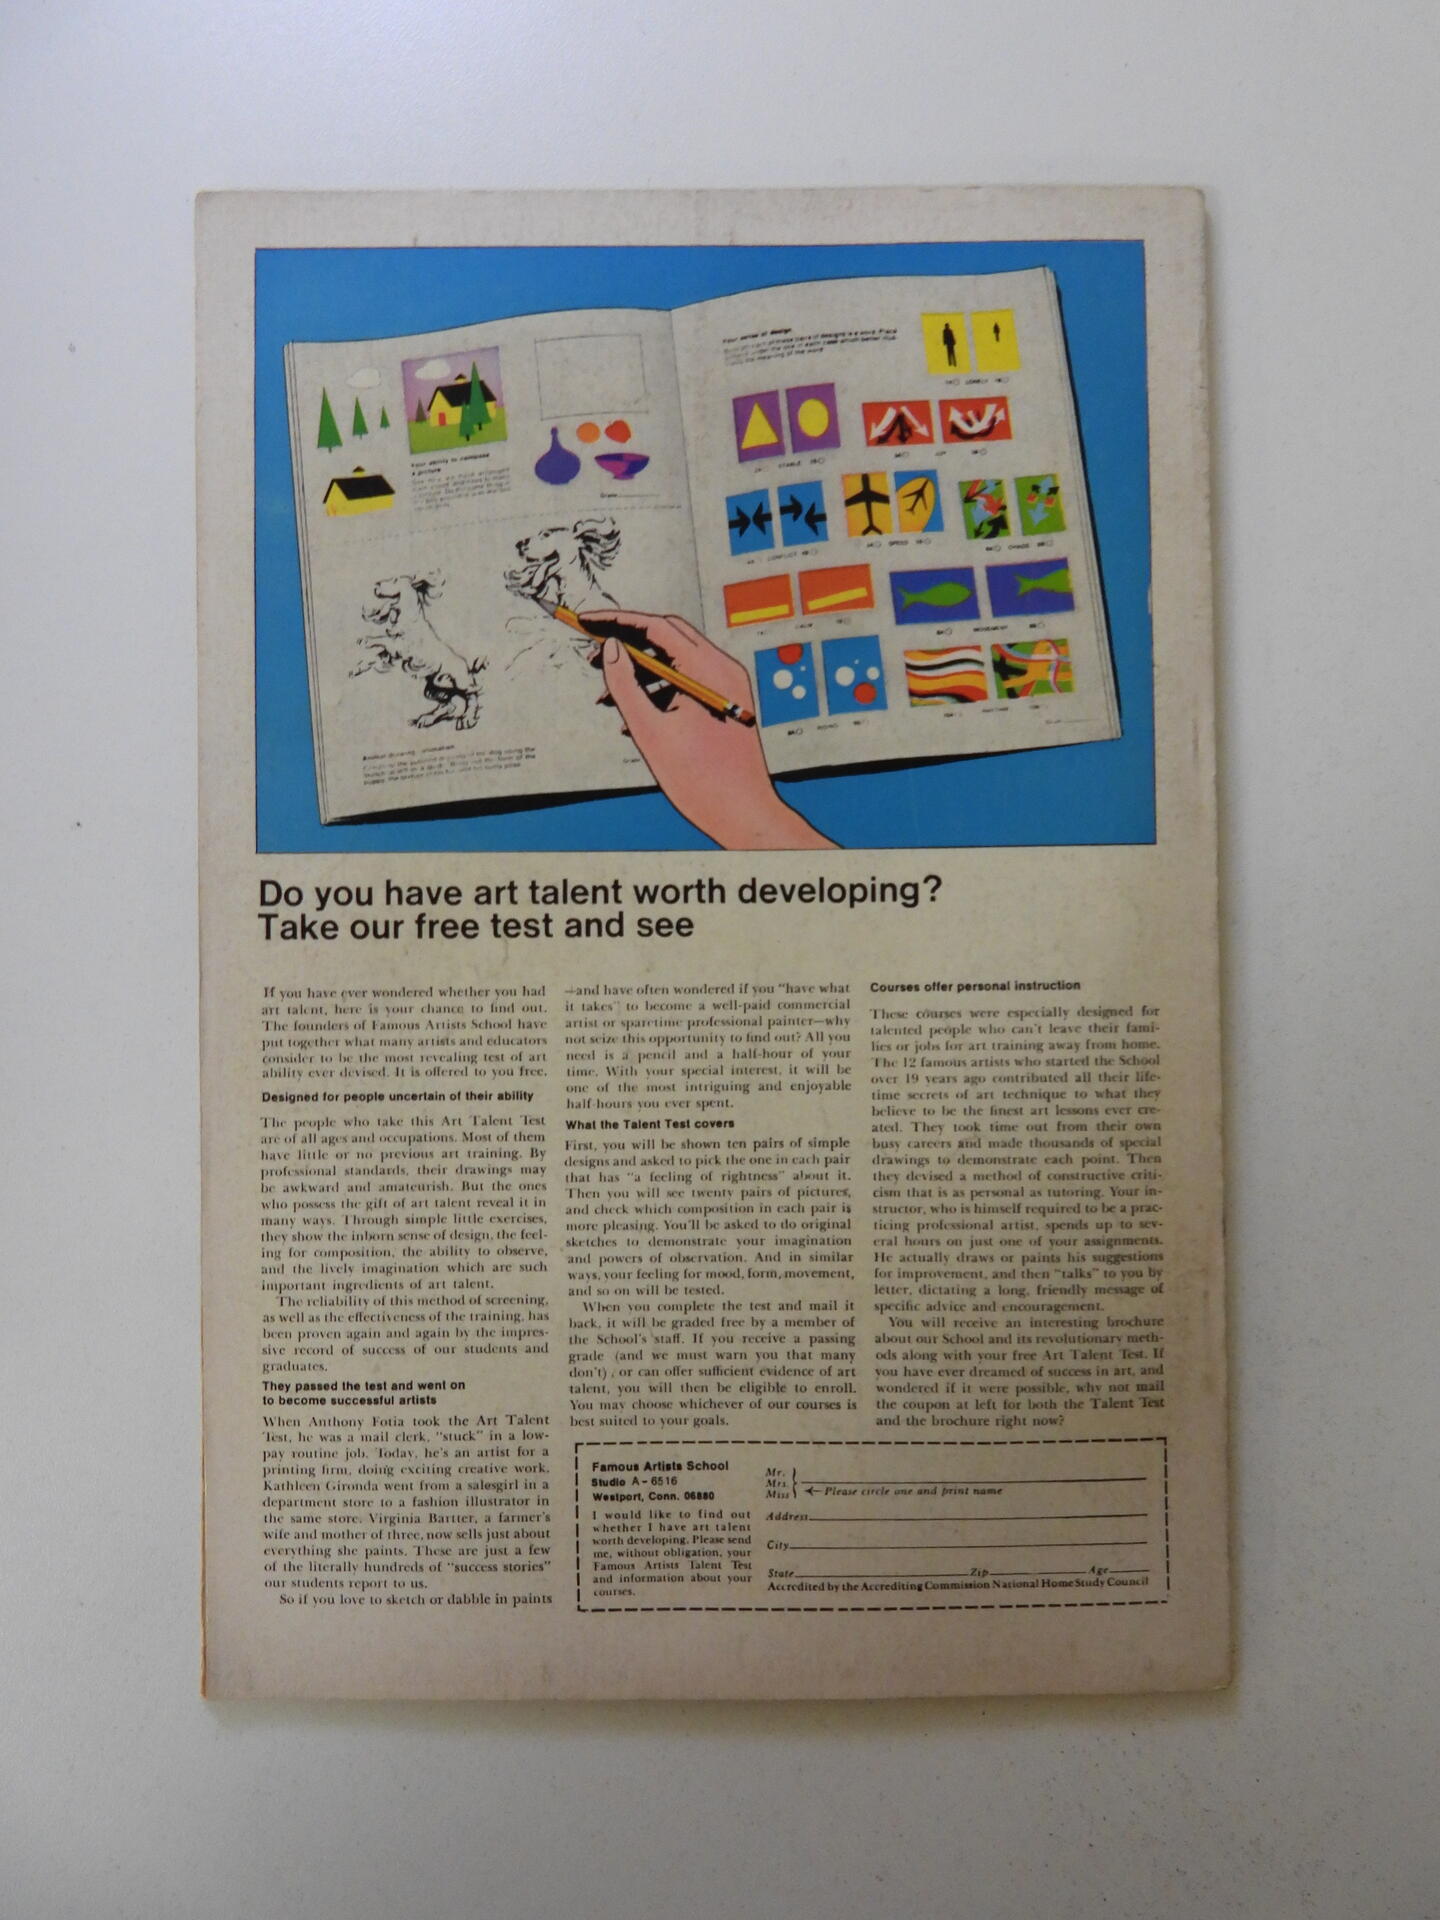 Your sense of design
Your ability to compose
a picture
Do you have art talent worth developing?
Take our free test and see
If you have ever wondered whether you had
art talent, here is your chance to find out.
The founders of Famous Artists School have
put together what many artists and educators
consider to be the most revealing test of art
ability ever devised. It is offered to you free.
Designed for people uncertain of their ability
The people who take this Art Talent Test
are of all ages and occupations. Most of them
have little or no previous art training. By
professional standards, their drawings may
be awkward and amateurish. But the ones
who possess the gift of art talent reveal it in
many ways. Through simple little exercises,
they show the inborn sense of design, the feel-
ing for composition, the ability to observe,
and the lively imagination which are such
important ingredients of art talent.
The reliability of this method of screening,
as well as the effectiveness of the training, has
been proven again and again by the impres-
sive record of success of our students and
graduates.
They passed the test and went on
to become successful artists
When Anthony Fotia took the Art Talent
Test, he was a mail clerk, "stuck" in a low-
pay routine job. Today, he's an artist for a
printing firm, doing exciting creative work.
Kathleen Gironda went from a salesgirl in a
department store to a fashion illustrator in
the same store. Virginia Bartter, a farmer's
wife and mother of three, now sells just about
everything she paints. These are just a few
of the literally hundreds of "success stories"
our students report to us.
So if you love to sketch or dabble in paints
—and have often wondered if you "have what
it takes" to become a well-paid commercial
artist or sparetime professional painter—why
not seize this opportunity to find out? All you
need is a pencil and a half-hour of your
time. With your special interest, it will be
one of the most intriguing and enjoyable
half-hours you ever spent.
What the Talent Test covers
First, you will be shown ten pairs of simple
designs and asked to pick the one in each pair
that has "a feeling of rightness" about it.
Then you will see twenty pairs of pictures,
and check which composition in each pair is
more pleasing. You'll be asked to do original
sketches to demonstrate your imagination
and powers of observation. And in similar
ways, your feeling for mood, form, movement,
and so on will be tested.
When you complete the test and mail it
back, it will be graded free by a member of
the School's staff. If you receive a passing
grade (and we must warn you that many
don't), or can offer sufficient evidence of art
talent, you will then be eligible to enroll.
You may choose whichever of our courses is
best suited to your goals.
Courses offer personal instruction
These courses were especially designed for
talented people who can't leave their fami-
lies or jobs for art training away from home.
The 12 famous artists who started the School
over 19 years ago contributed all their life-
time secrets of art technique to what they
believe to be the finest art lessons ever cre-
ated. They took time out from their own
busy careers and made thousands of special
drawings to demonstrate each point. Then
they devised a method of constructive criti-
cism that is as personal as tutoring. Your in-
structor, who is himself required to be a prac-
ticing professional artist, spends up to sev-
eral hours on just one of your assignments.
He actually draws or paints his suggestions
for improvement, and then "talks" to you by
letter, dictating a long, friendly message of
specific advice and encouragement.
You will receive an interesting brochure
about our School and its revolutionary meth-
ods along with your free Art Talent Test. If
you have ever dreamed of success in art, and
wondered if it were possible, why not mail
the coupon at left for both the Talent Test
and the brochure right now?
Famous Artists School
Studio A-6516
Westport, Conn. 06880
I would like to find out
whether I have art talent
worth developing. Please send
me, without obligation, your
Famous Artists Talent Test
and information about your
courses.
Mr.
Mrs.
Miss
Please circle one and print name
Address
City
State Zip Age
Accredited by the Accrediting Commission National Home Study Council